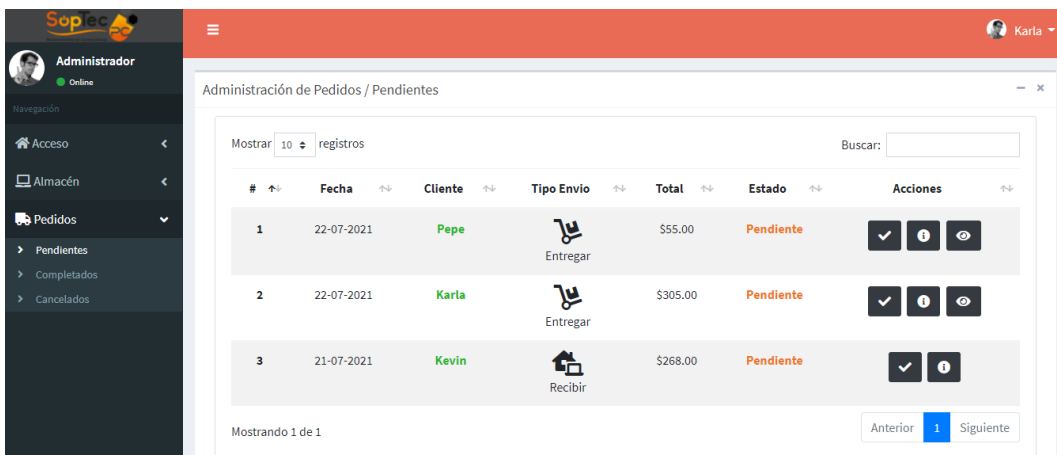 SopTec PC
Karla
Administrador
Online
Navegación
Acceso
Almacén
Pedidos
Pendientes
Completados
Cancelados
Administración de Pedidos / Pendientes
Mostrar 10 registros
Buscar:
# Fecha Cliente Tipo Envio Total Estado Acciones
1 22-07-2021 Pepe Entregar $55.00 Pendiente
2 22-07-2021 Karla Entregar $305.00 Pendiente
3 21-07-2021 Kevin Recibir $268.00 Pendiente
Mostrando 1 de 1
Anterior 1 Siguiente